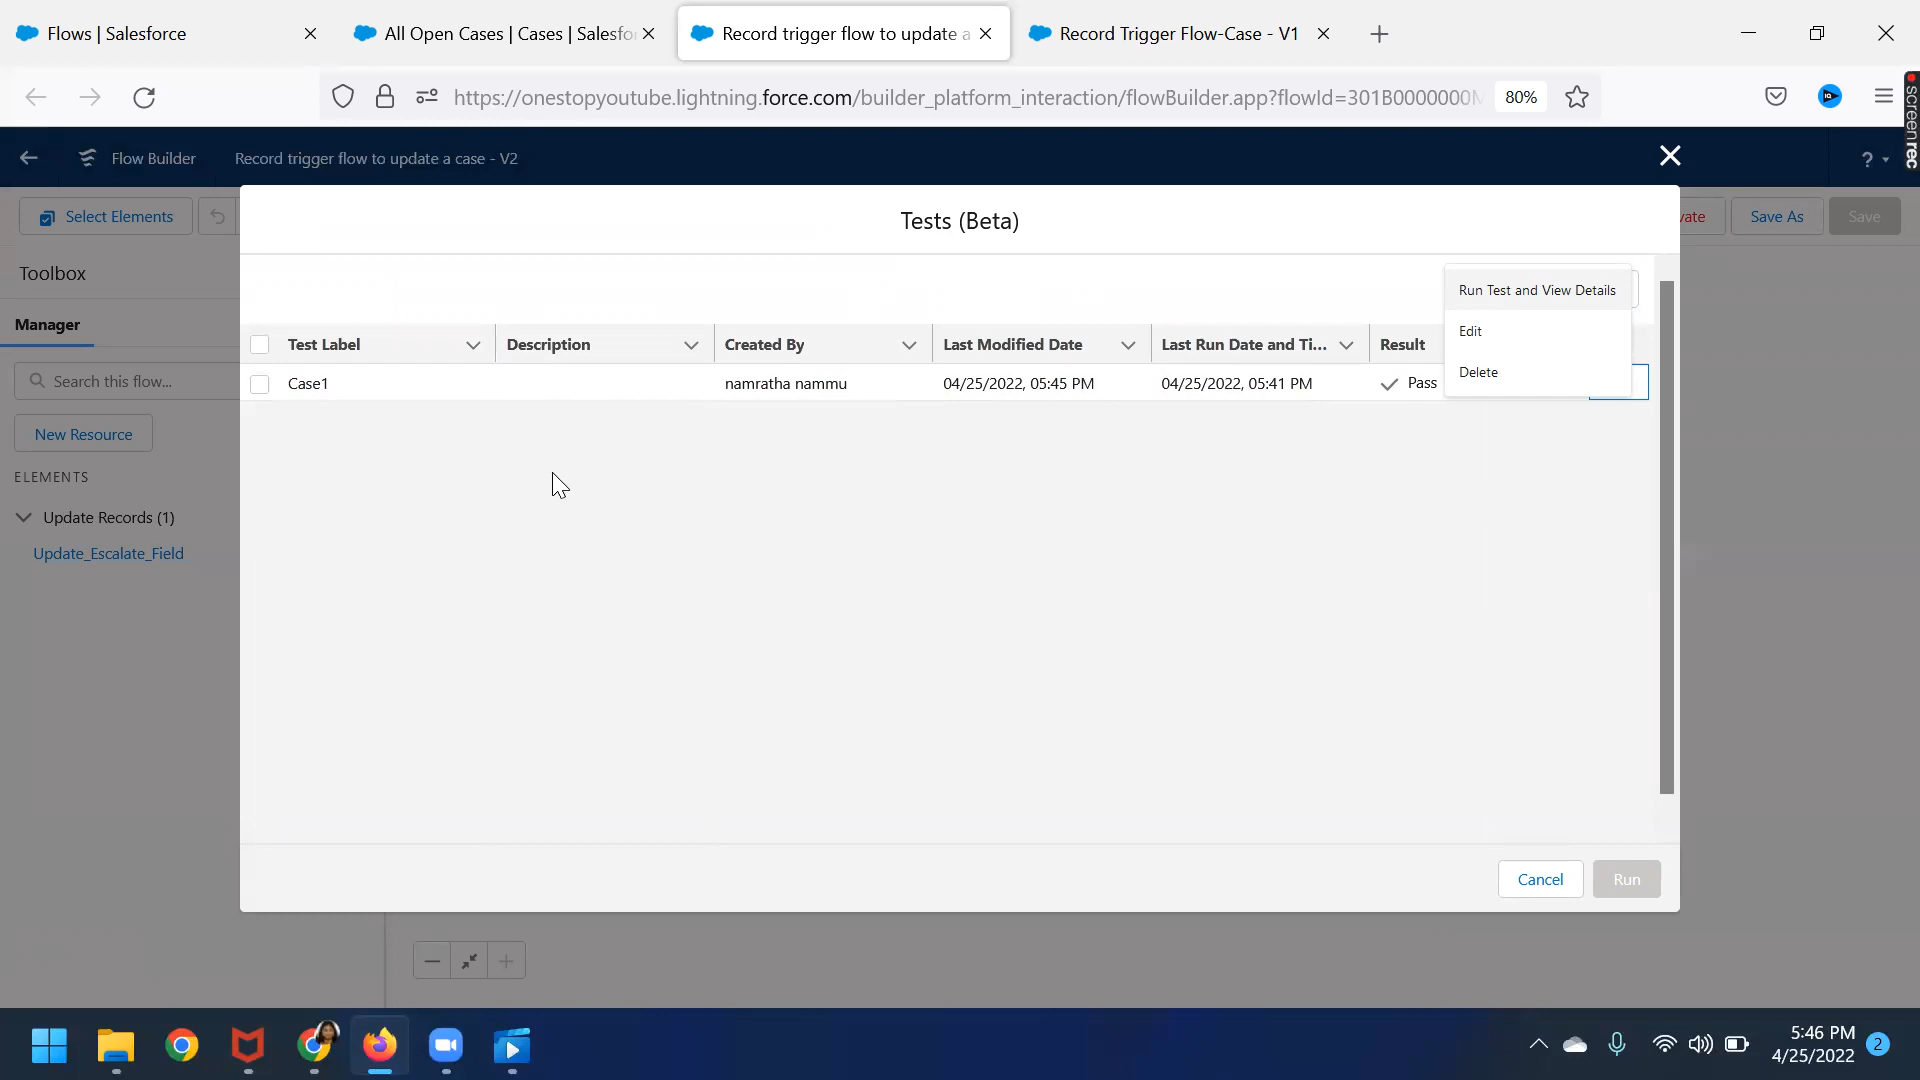 Flows | Salesforce
All Open Cases | Cases | Salesfo
Record trigger flow to update a
Record Trigger Flow-Case - V1
https://onestopyoutube.lightning.force.com/builder_platform_interaction/flowBuilder.app?flowId=301B0000000
80%
screenrec
Flow Builder
Record trigger flow to update a case - V2
?
Select Elements
vate
Save As
Save
Tests (Beta)
Toolbox
Manager
Search this flow...
New Resource
ELEMENTS
Update Records (1)
Update_Escalate_Field
Run Test and View Details
Edit
Delete
Test Label
Description
Created By
Last Modified Date
Last Run Date and Ti...
Result
Case1
namratha nammu
04/25/2022, 05:45 PM
04/25/2022, 05:41 PM
Pass
Cancel
Run
5:46 PM
4/25/2022
2